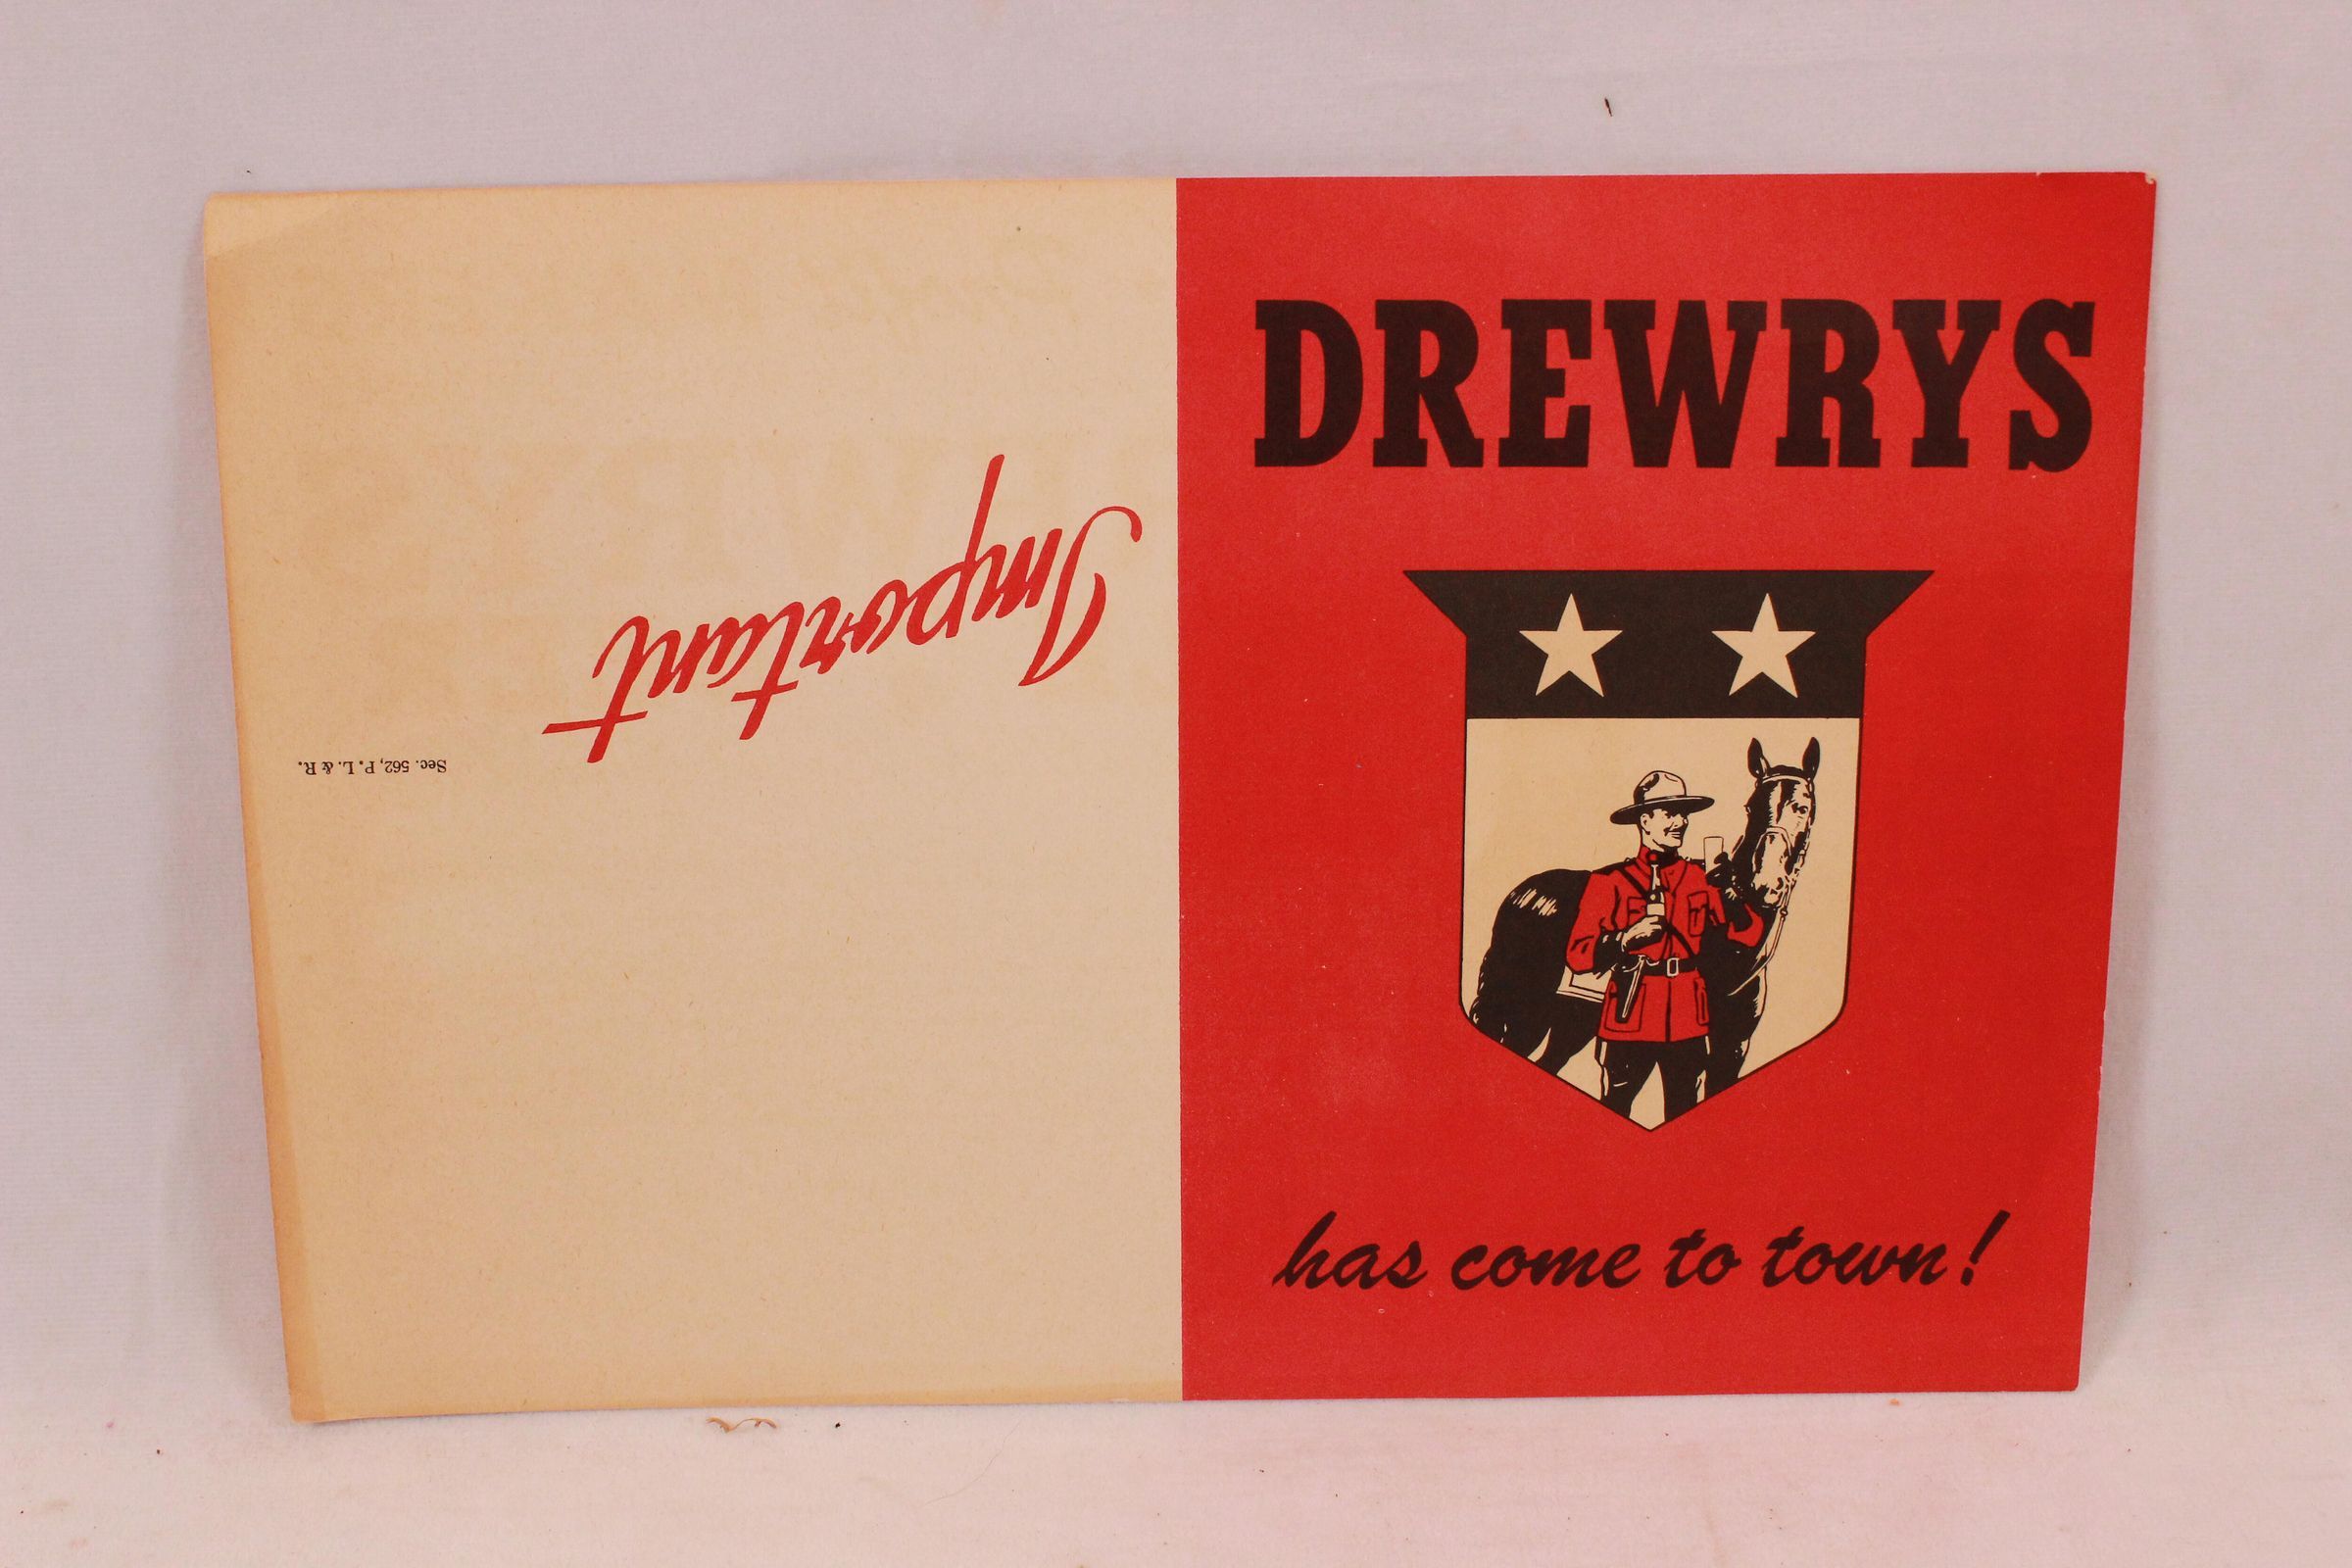 Important
Sec. 562, P. L. & R.
DREWRYS
has come to town!